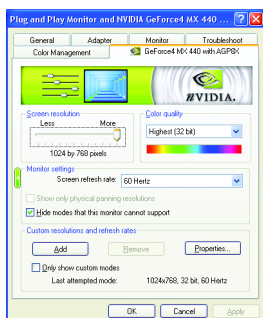 Plug and Play Monitor and NVIDIA GeForce4 MX 440 ...
General Adapter Monitor Troubleshoot
Color Management GeForce4 MX 440 with AGP8X
NVIDIA.
Screen resolution
Less More
1024 by 768 pixels
Color quality
Highest (32 bit)
Monitor settings
Screen refresh rate: 60 Hertz
Show only physical panning resolutions
Hide modes that this monitor cannot support
Custom resolutions and refresh rates
Add Remove Properties...
Only show custom modes
Last attempted mode: 1024x768, 32 bit, 60 Hertz
OK Cancel Apply